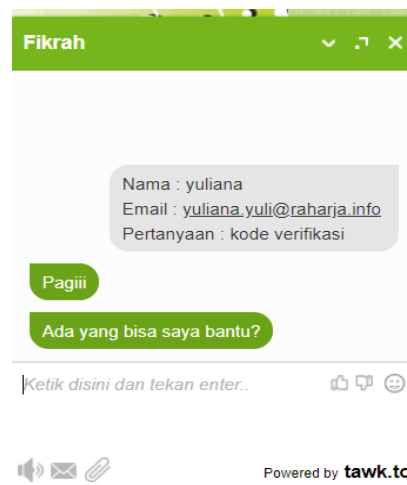 Fikrah
Nama : yuliana
Email : yuliana.yuli@raharja.info
Pertanyaan : kode verifikasi
Pagiii
Ada yang bisa saya bantu?
Ketik disini dan tekan enter..
Powered by tawk.to